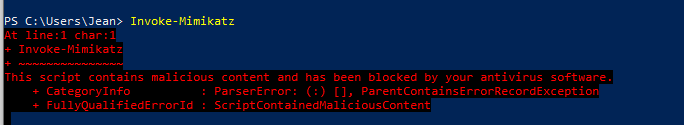 PS C:\Users\Jean> Invoke-Mimikatz
At line:1 char:1
+ Invoke-Mimikatz
+ ~~~~~~~~~~~~~~~
This script contains malicious content and has been blocked by your antivirus software.
    + CategoryInfo          : ParserError: (:) [], ParentContainsErrorRecordException
    + FullyQualifiedErrorId : ScriptContainedMaliciousContent